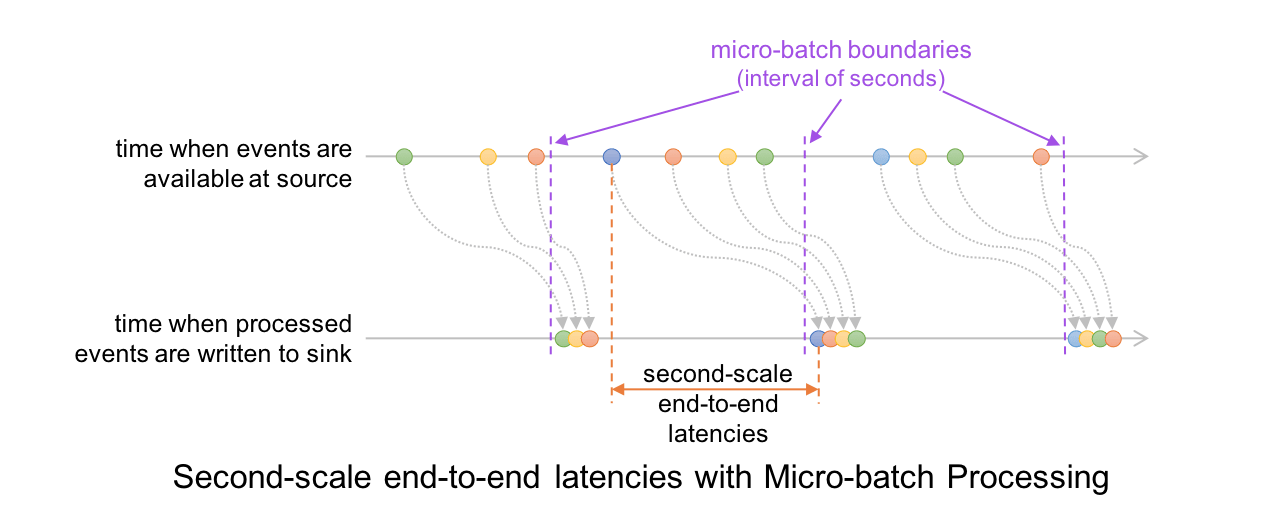 micro-batch boundaries
(interval of seconds)
time when events are
available at source
time when processed
events are written to sink
second-scale
end-to-end
latencies
Second-scale end-to-end latencies with Micro-batch Processing